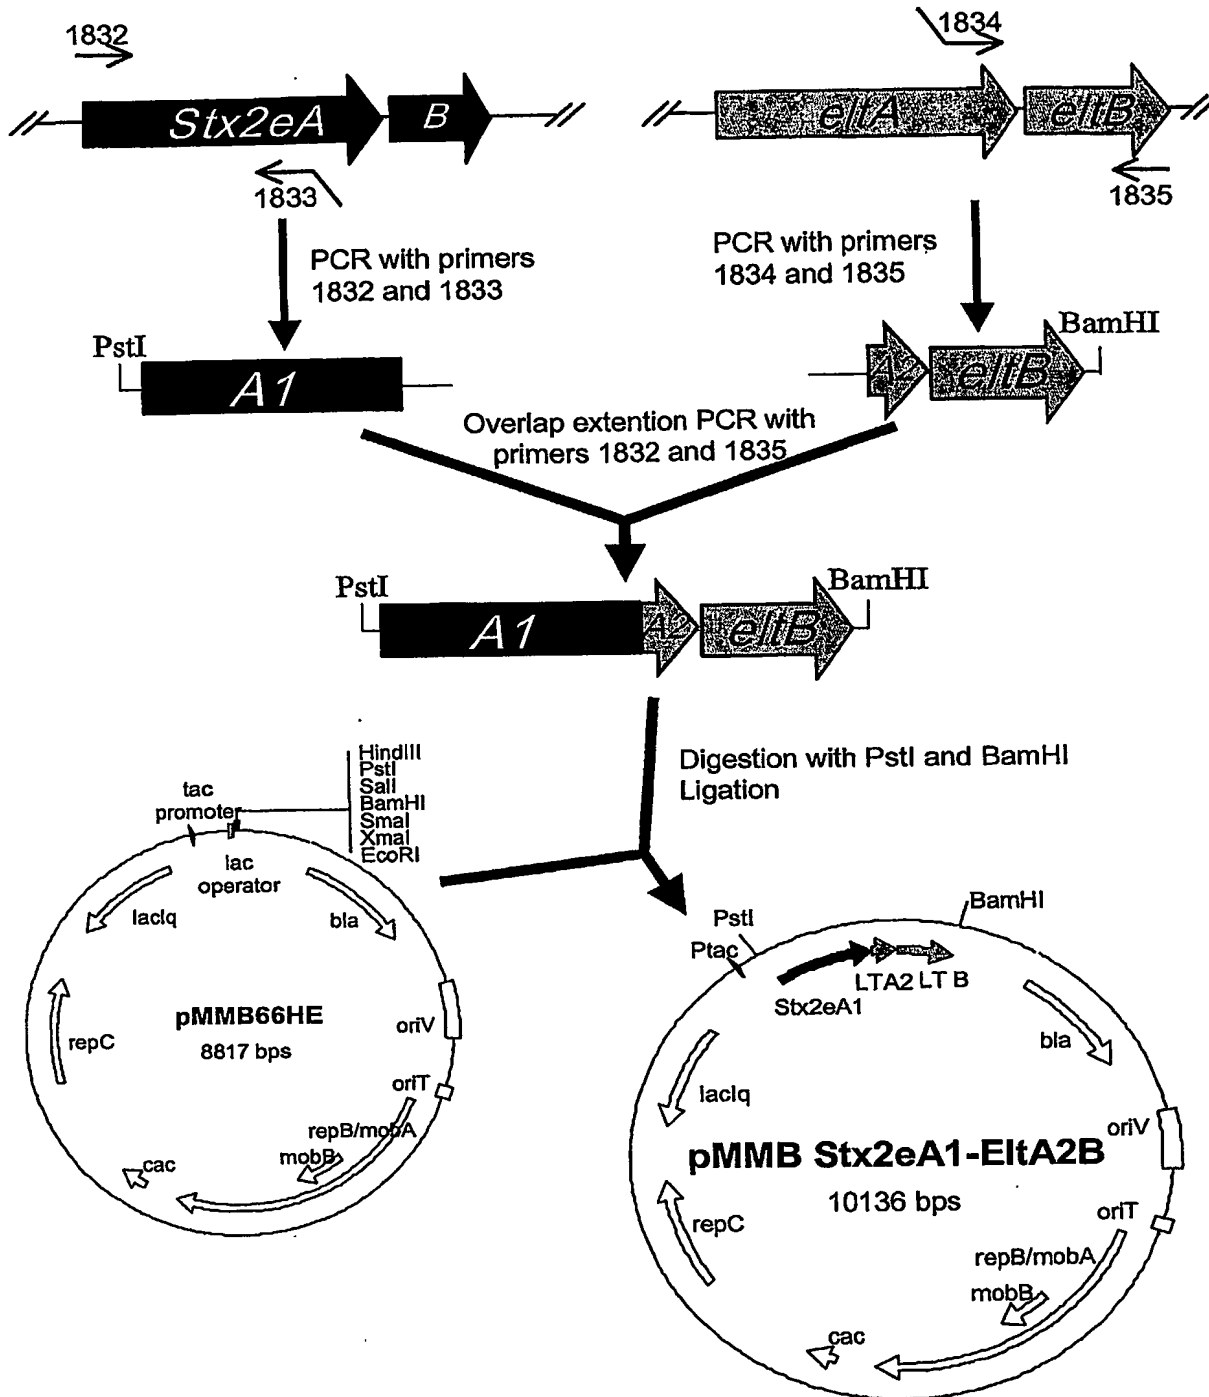 1832
1834
Stx2eA
B
eltA
eltB
1833
1835
PCR with primers
1832 and 1833
PCR with primers
1834 and 1835
PstI
A1
A2
eltB
BamHI
Overlap extention PCR with
primers 1832 and 1835
PstI
A1
A2
eltB
BamHI
Digestion with PstI and BamHI
Ligation
HindIII
PstI
SalI
BamHI
SmaI
XmaI
EcoRI
tac
promoter
lac
operator
lacIq
bla
pMMB66HE
8817 bps
repC
oriV
oriT
repB/mobA
mobB
cac
PstI
BamHI
Ptac
LTA2 LT B
Stx2eA1
bla
lacIq
pMMB Stx2eA1-EltA2B
10136 bps
oriV
repC
oriT
repB/mobA
mobB
cac